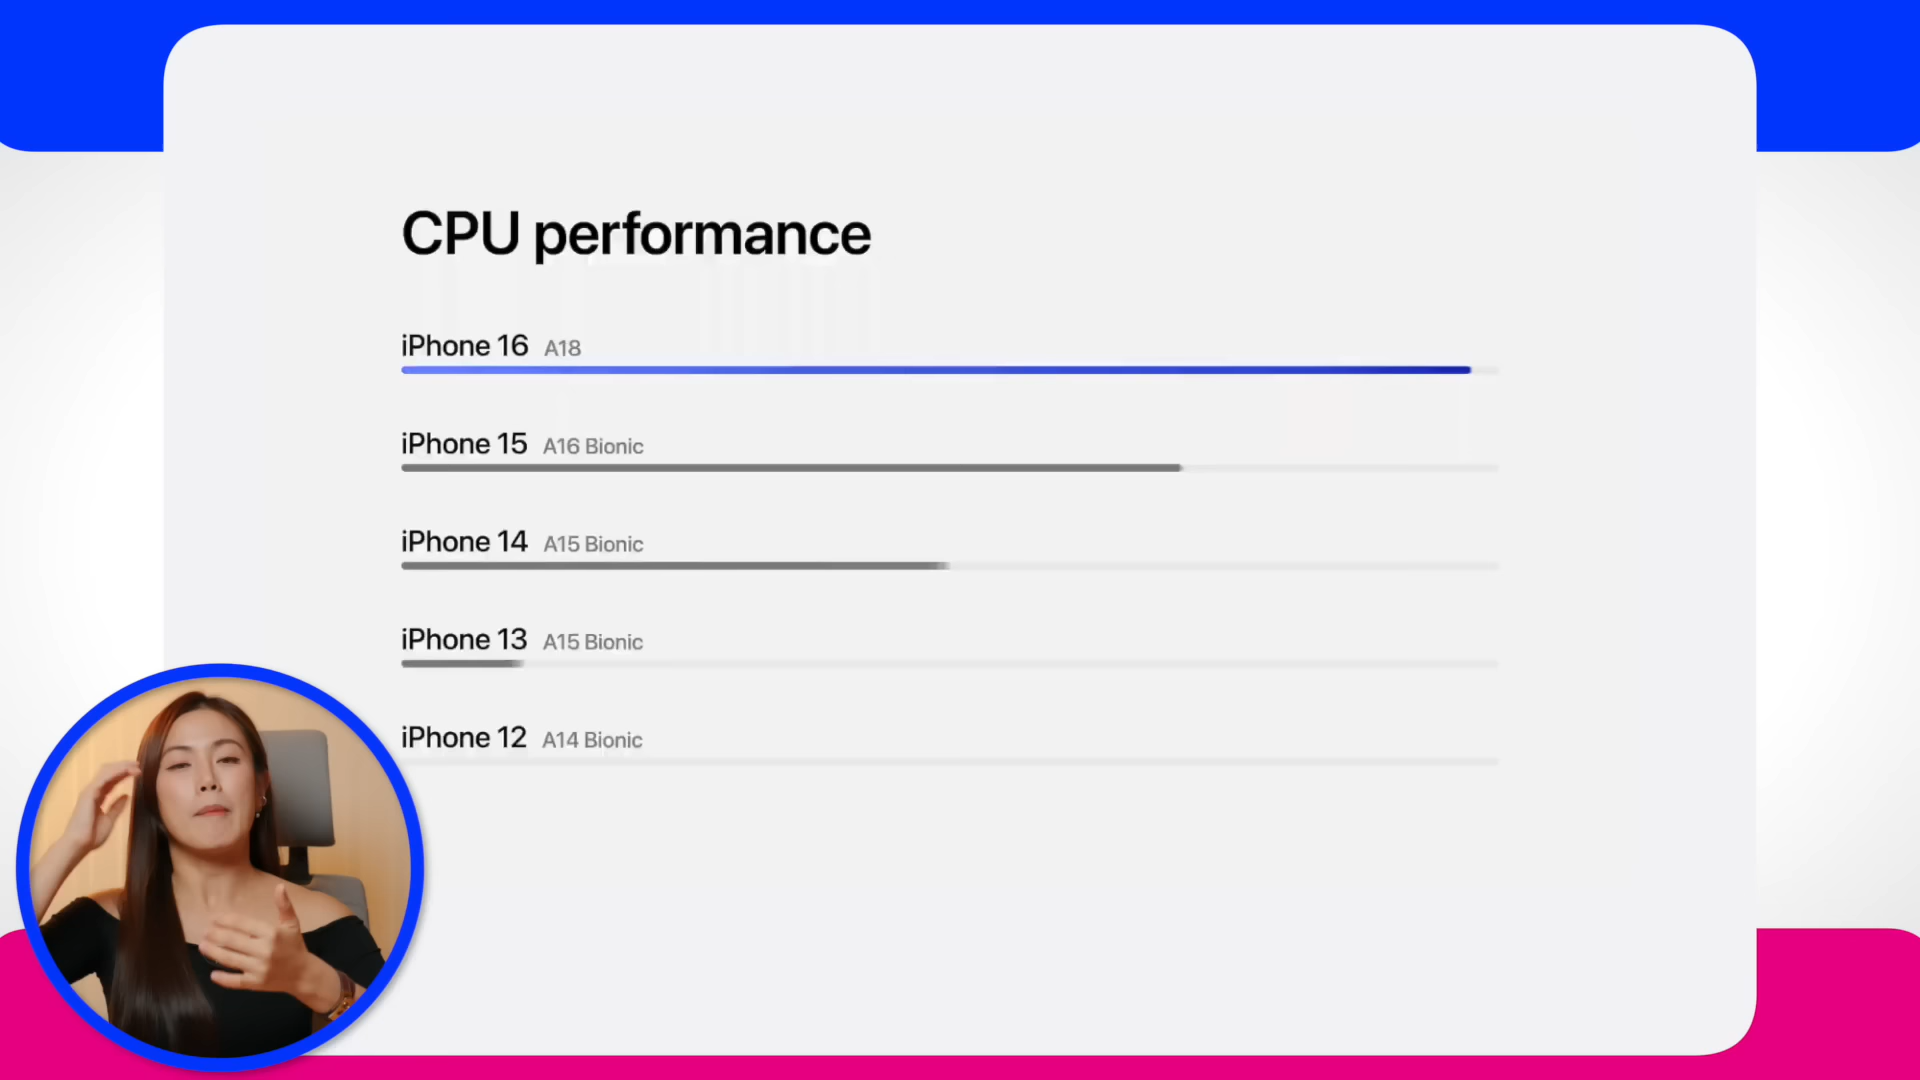 CPU performance
iPhone 16 A18
iPhone 15 A16 Bionic
iPhone 14 A15 Bionic
iPhone 13 A15 Bionic
iPhone 12 A14 Bionic